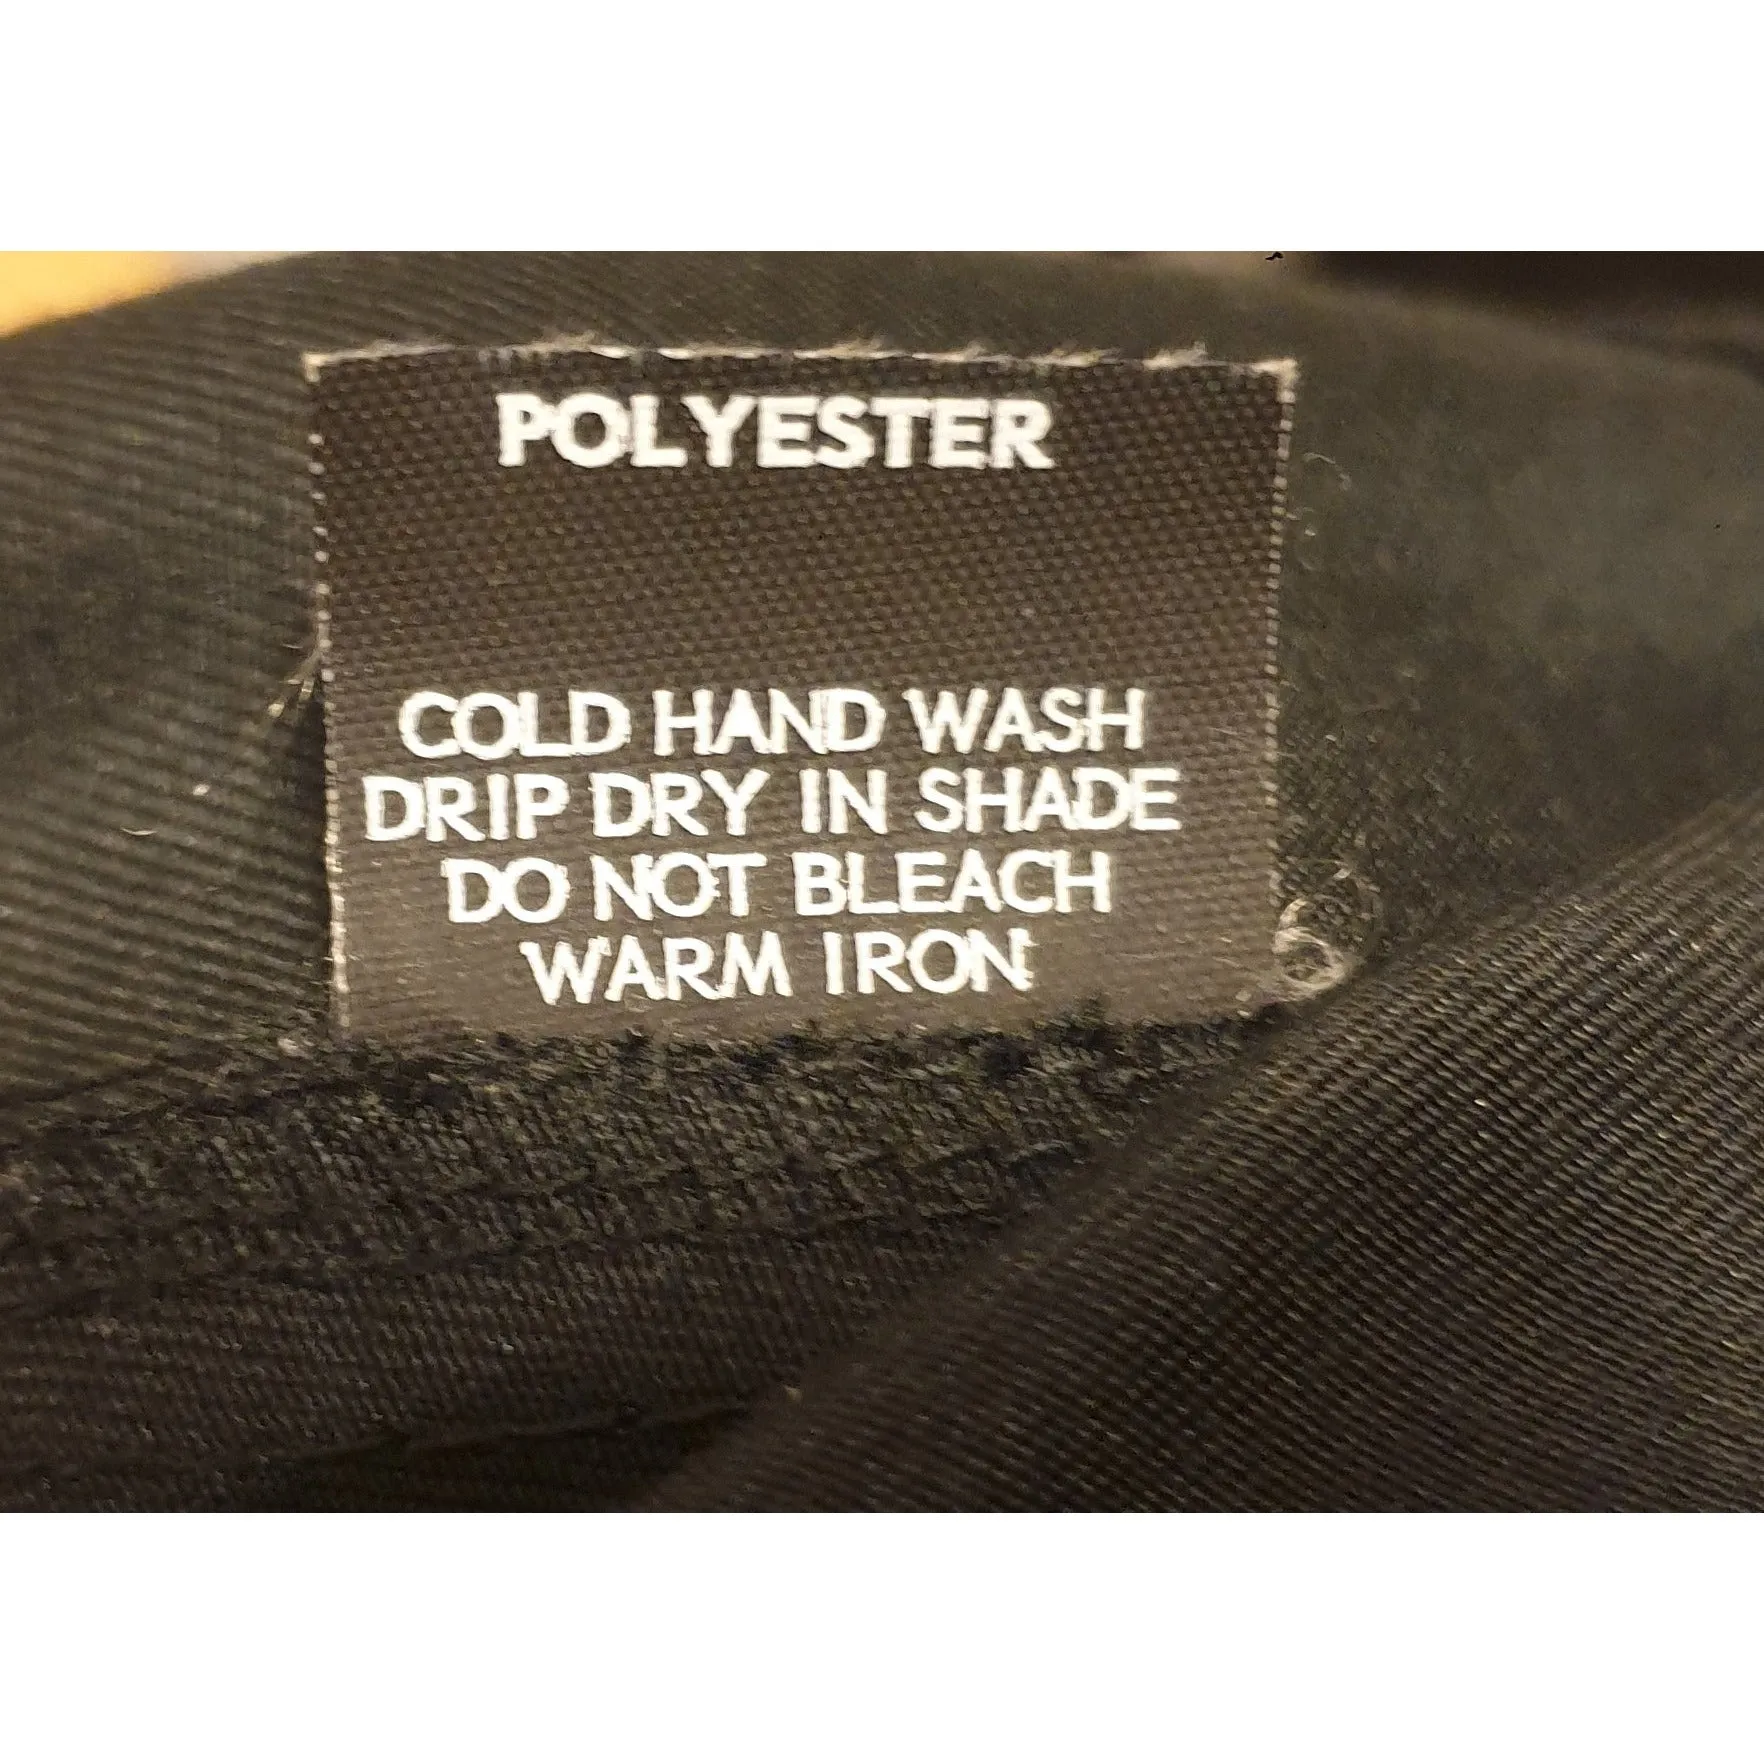 POLYESTER
COLD HAND WASH
DRIP DRY IN SHADE
DO NOT BLEACH
WARM IRON